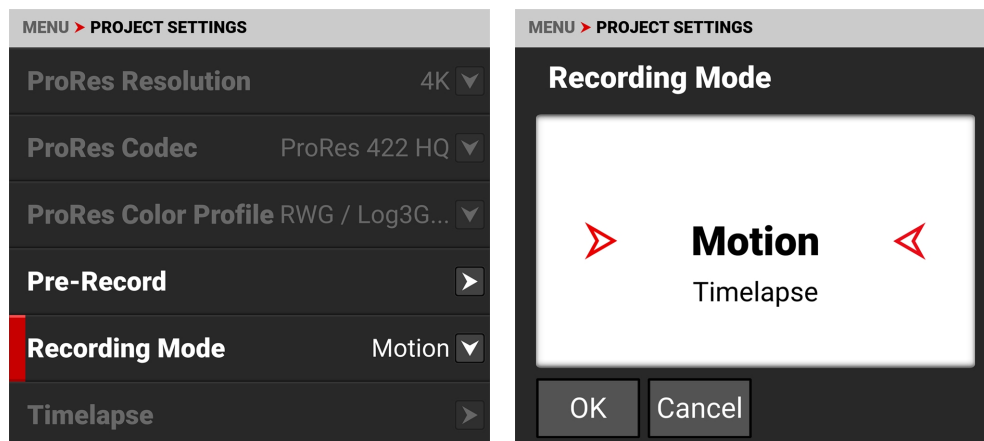 MENU ➤ PROJECT SETTINGS
ProRes Resolution 4K
ProRes Codec ProRes 422 HQ
ProRes Color Profile RWG / Log3G...
Pre-Record
Recording Mode Motion
Timelapse
MENU ➤ PROJECT SETTINGS
Recording Mode
Motion
Timelapse
OK Cancel